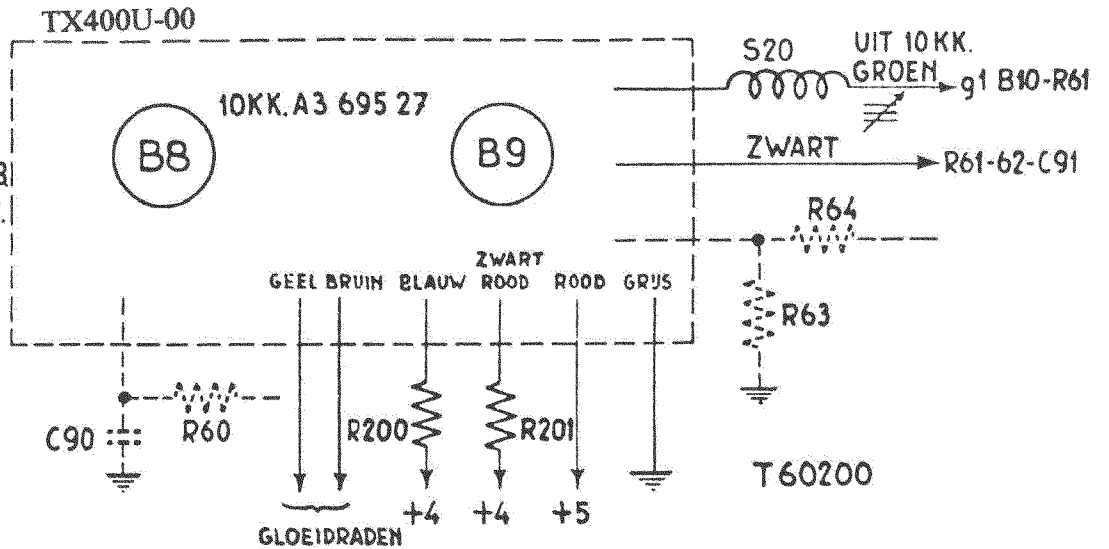 TX400U-00
S20
UIT 10KK.
GROEN
g1 B10-R61
10KK.A3 695 27
B8
B9
ZWART
R61-62-C91
R64
GEEL BRUIN BLAUW ZWART ROOD ROOD GRIJS
R63
C90
R60
R200
R201
T60200
+4 +4 +5
GLOEIDRADEN